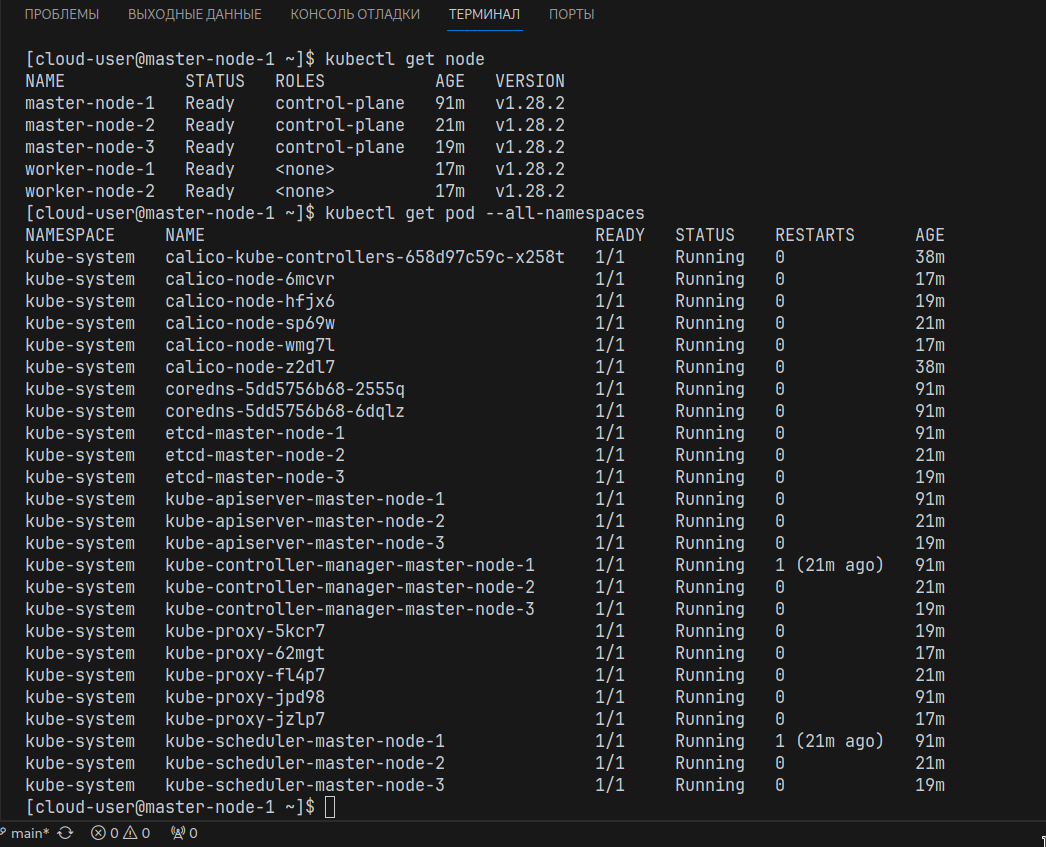 ПРОБЛЕМЫ ВЫХОДНЫЕ ДАННЫЕ КОНСОЛЬ ОТЛАДКИ ТЕРМИНАЛ ПОРТЫ
[cloud-user@master-node-1 ~]$ kubectl get node
NAME STATUS ROLES AGE VERSION
master-node-1 Ready control-plane 91m v1.28.2
master-node-2 Ready control-plane 21m v1.28.2
master-node-3 Ready control-plane 19m v1.28.2
worker-node-1 Ready <none> 17m v1.28.2
worker-node-2 Ready <none> 17m v1.28.2
[cloud-user@master-node-1 ~]$ kubectl get pod --all-namespaces
NAMESPACE NAME READY STATUS RESTARTS AGE
kube-system calico-kube-controllers-658d97c59c-x258t 1/1 Running 0 38m
kube-system calico-node-6mcvr 1/1 Running 0 17m
kube-system calico-node-hfjx6 1/1 Running 0 19m
kube-system calico-node-sp69w 1/1 Running 0 21m
kube-system calico-node-wmg7l 1/1 Running 0 17m
kube-system calico-node-z2dl7 1/1 Running 0 38m
kube-system coredns-5dd5756b68-2555q 1/1 Running 0 91m
kube-system coredns-5dd5756b68-6dqlz 1/1 Running 0 91m
kube-system etcd-master-node-1 1/1 Running 0 91m
kube-system etcd-master-node-2 1/1 Running 0 21m
kube-system etcd-master-node-3 1/1 Running 0 19m
kube-system kube-apiserver-master-node-1 1/1 Running 0 91m
kube-system kube-apiserver-master-node-2 1/1 Running 0 21m
kube-system kube-apiserver-master-node-3 1/1 Running 0 19m
kube-system kube-controller-manager-master-node-1 1/1 Running 1 (21m ago) 91m
kube-system kube-controller-manager-master-node-2 1/1 Running 0 21m
kube-system kube-controller-manager-master-node-3 1/1 Running 0 19m
kube-system kube-proxy-5kcr7 1/1 Running 0 19m
kube-system kube-proxy-62mgt 1/1 Running 0 17m
kube-system kube-proxy-fl4p7 1/1 Running 0 21m
kube-system kube-proxy-jpd98 1/1 Running 0 91m
kube-system kube-proxy-jzlp7 1/1 Running 0 17m
kube-system kube-scheduler-master-node-1 1/1 Running 1 (21m ago) 91m
kube-system kube-scheduler-master-node-2 1/1 Running 0 21m
kube-system kube-scheduler-master-node-3 1/1 Running 0 19m
[cloud-user@master-node-1 ~]$
main* 0 0 0